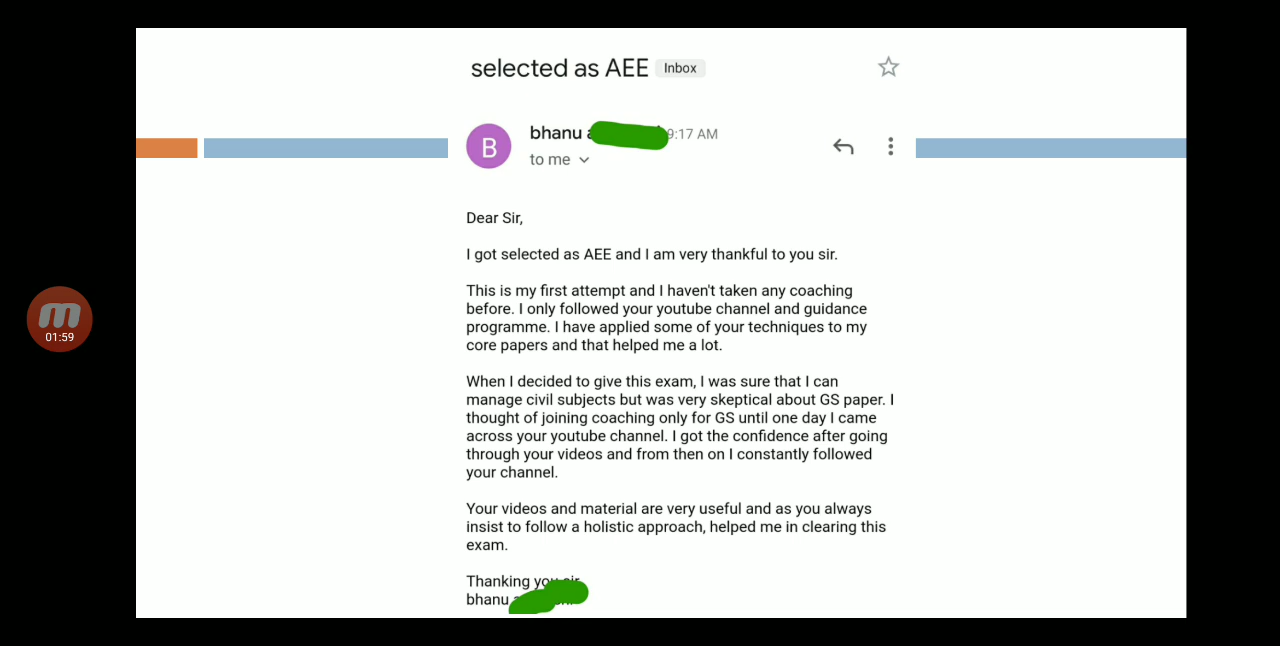 selected as AEE Inbox
bhanu 9:17 AM
B
to me
Dear Sir,
I got selected as AEE and I am very thankful to you sir.
This is my first attempt and I haven't taken any coaching
before. I only followed your youtube channel and guidance
programme. I have applied some of your techniques to my
core papers and that helped me a lot.
When I decided to give this exam, I was sure that I can
manage civil subjects but was very skeptical about GS paper. I
thought of joining coaching only for GS until one day I came
across your youtube channel. I got the confidence after going
through your videos and from then on I constantly followed
your channel.
Your videos and material are very useful and as you always
insist to follow a holistic approach, helped me in clearing this
exam.
Thanking you sir
bhanu
01:59